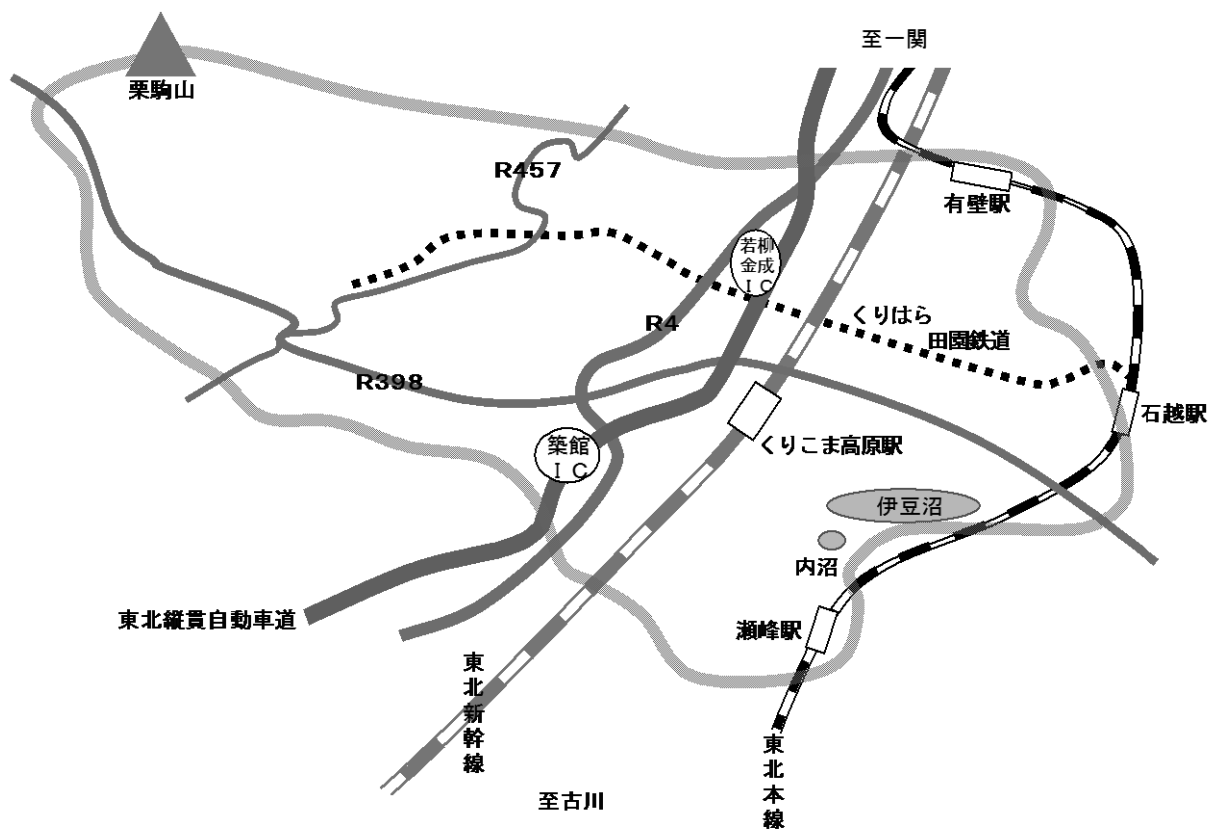 至一関
栗駒山
R457
有壁駅
若柳
金成
ＩＣ
くりはら
田園鉄道
R4
R398
石越駅
築館
ＩＣ
くりこま高原駅
伊豆沼
内沼
東北縦貫自動車道
瀬峰駅
東北新幹線
東北本線
至古川